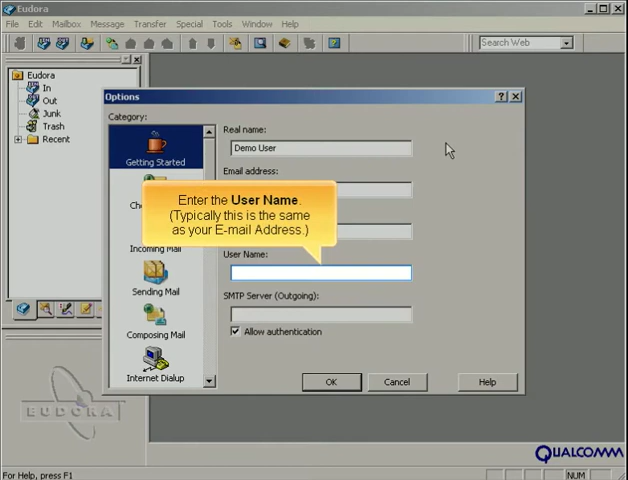 Eudora
File Edit Mailbox Message Transfer Special Tools Window Help
Search Web
Eudora
In
Out
Junk
Trash
Recent
Options
Category:
Getting Started
Incoming Mail
Sending Mail
Composing Mail
Internet Dialup
Real name:
Demo User
Email address:
Enter the User Name.
(Typically this is the same
as your E-mail Address.)
User Name:
SMTP Server (Outgoing):
Allow authentication
OK Cancel Help
EUDORA
QUALCOMM
For Help, press F1
NUM